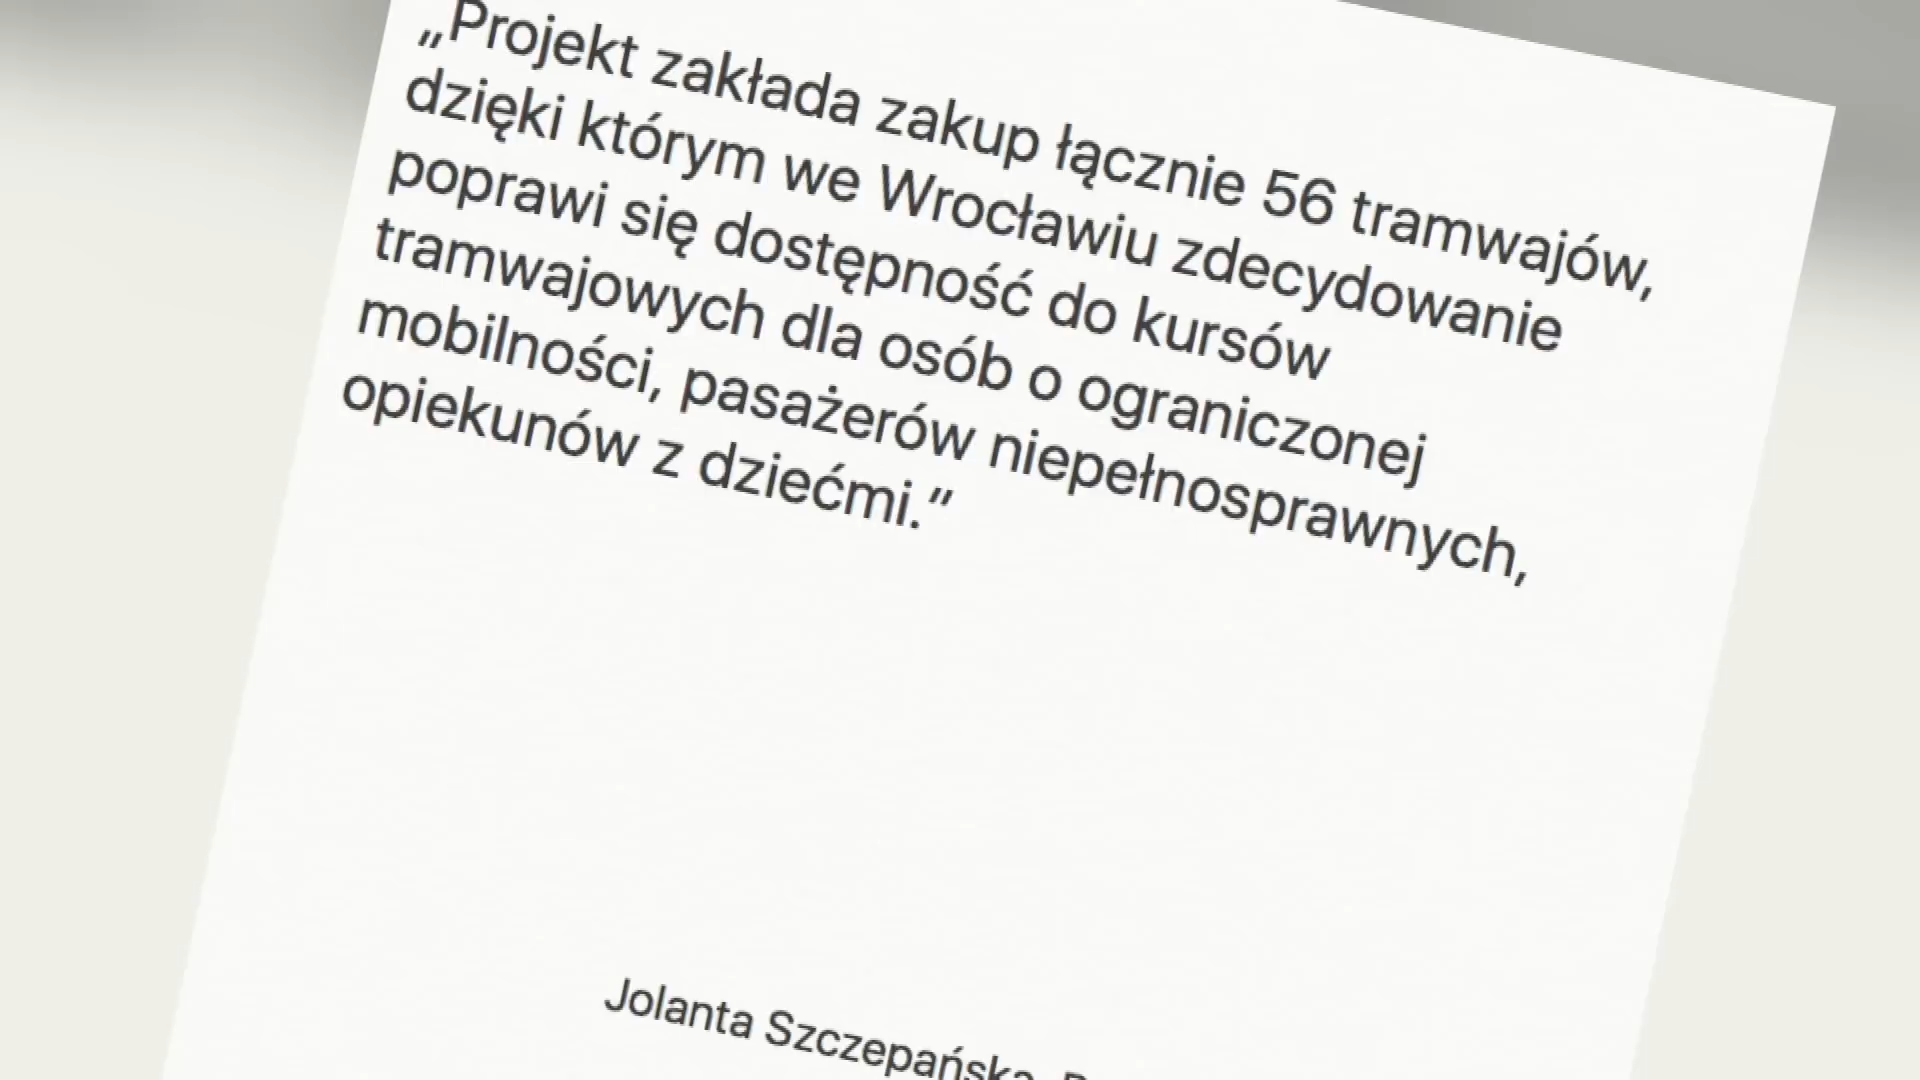 „Projekt zakłada zakup łącznie 56 tramwajów,
dzięki którym we Wrocławiu zdecydowanie
poprawi się dostępność do kursów
tramwajowych dla osób o ograniczonej
mobilności, pasażerów niepełnosprawnych,
opiekunów z dziećmi.”
Jolanta Szczepańska